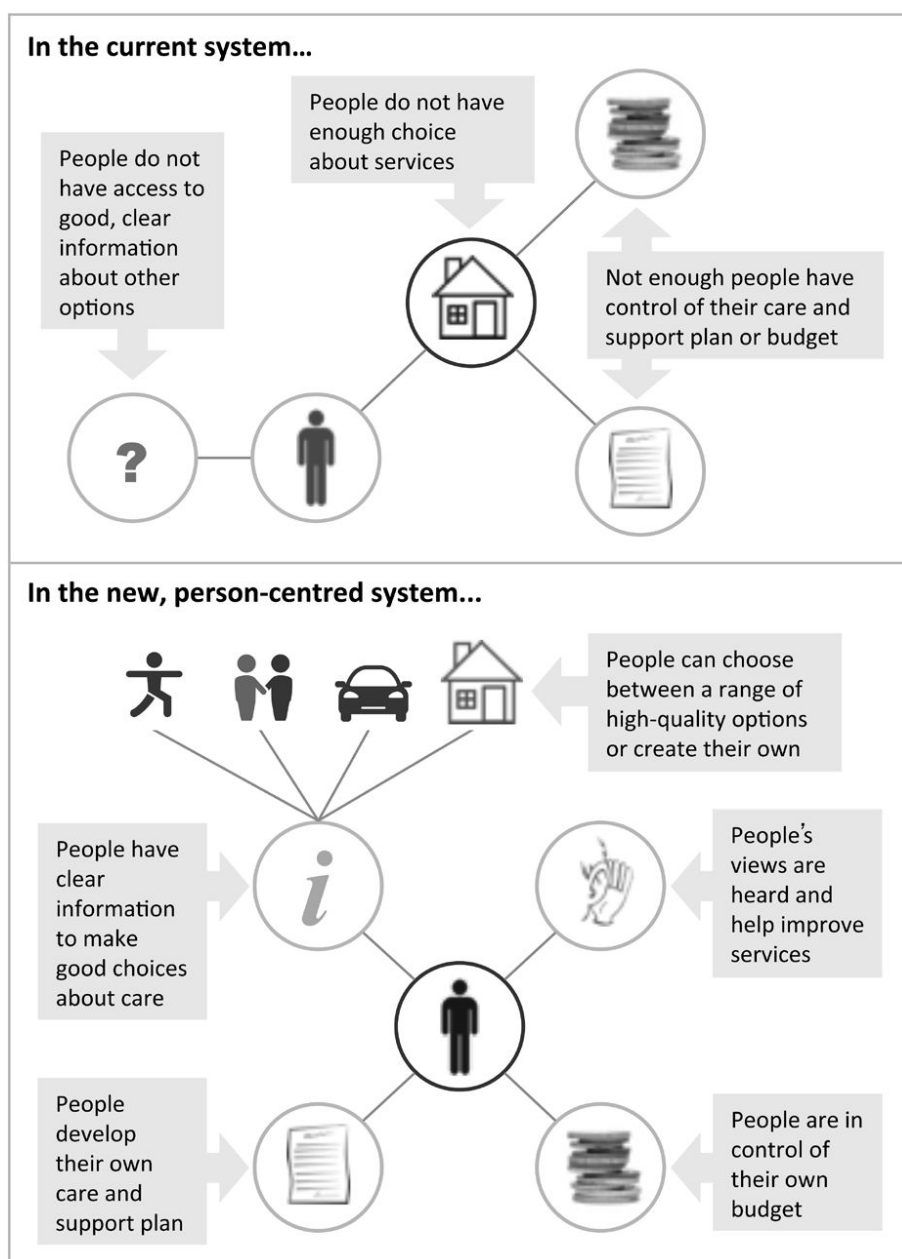 In the current system...
People do not have
enough choice
about services
People do not
have access to
good, clear
information
about other
options
Not enough people have
control of their care and
support plan or budget
?
In the new, person-centred system...
People can choose
between a range of
high-quality options
or create their own
People have
clear
information
to make
good choices
about care
i
People's
views are
heard and
help improve
services
People
develop
their own
care and
support plan
People are in
control of
their own
budget